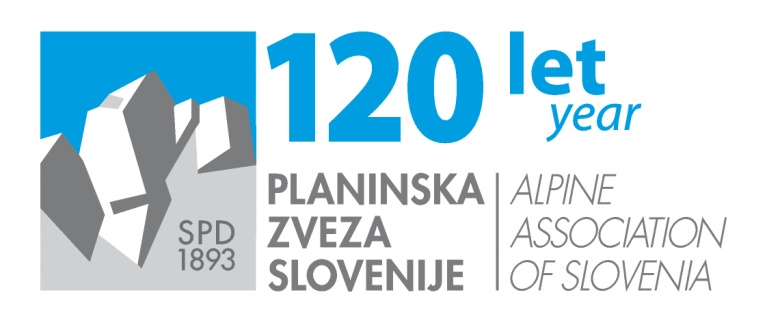 120 let
year
SPD
1893
PLANINSKA
ZVEZA
SLOVENIJE
ALPINE
ASSOCIATION
OF SLOVENIA